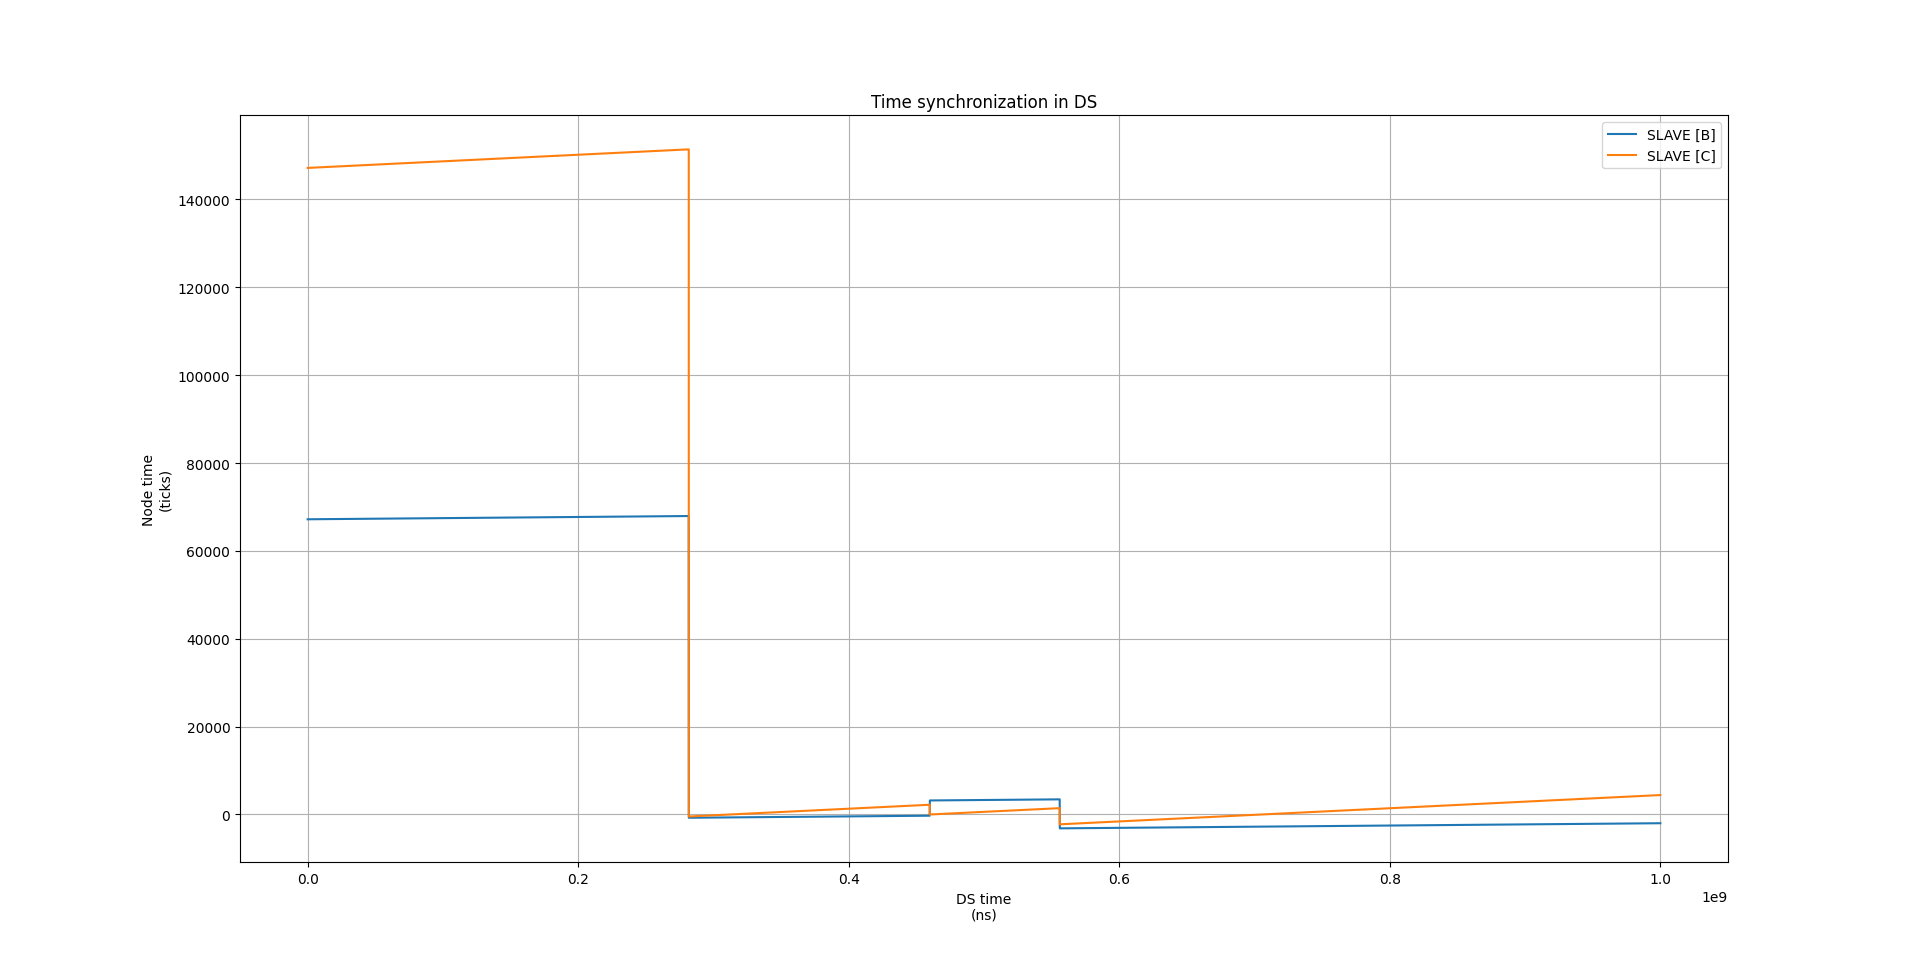 Time synchronization in DS
SLAVE [B]
SLAVE [C]
140000
120000
100000
80000
60000
40000
20000
0
Node time
(ticks)
0.0
0.2
0.4
0.6
0.8
1.0
1e9
DS time
(ns)